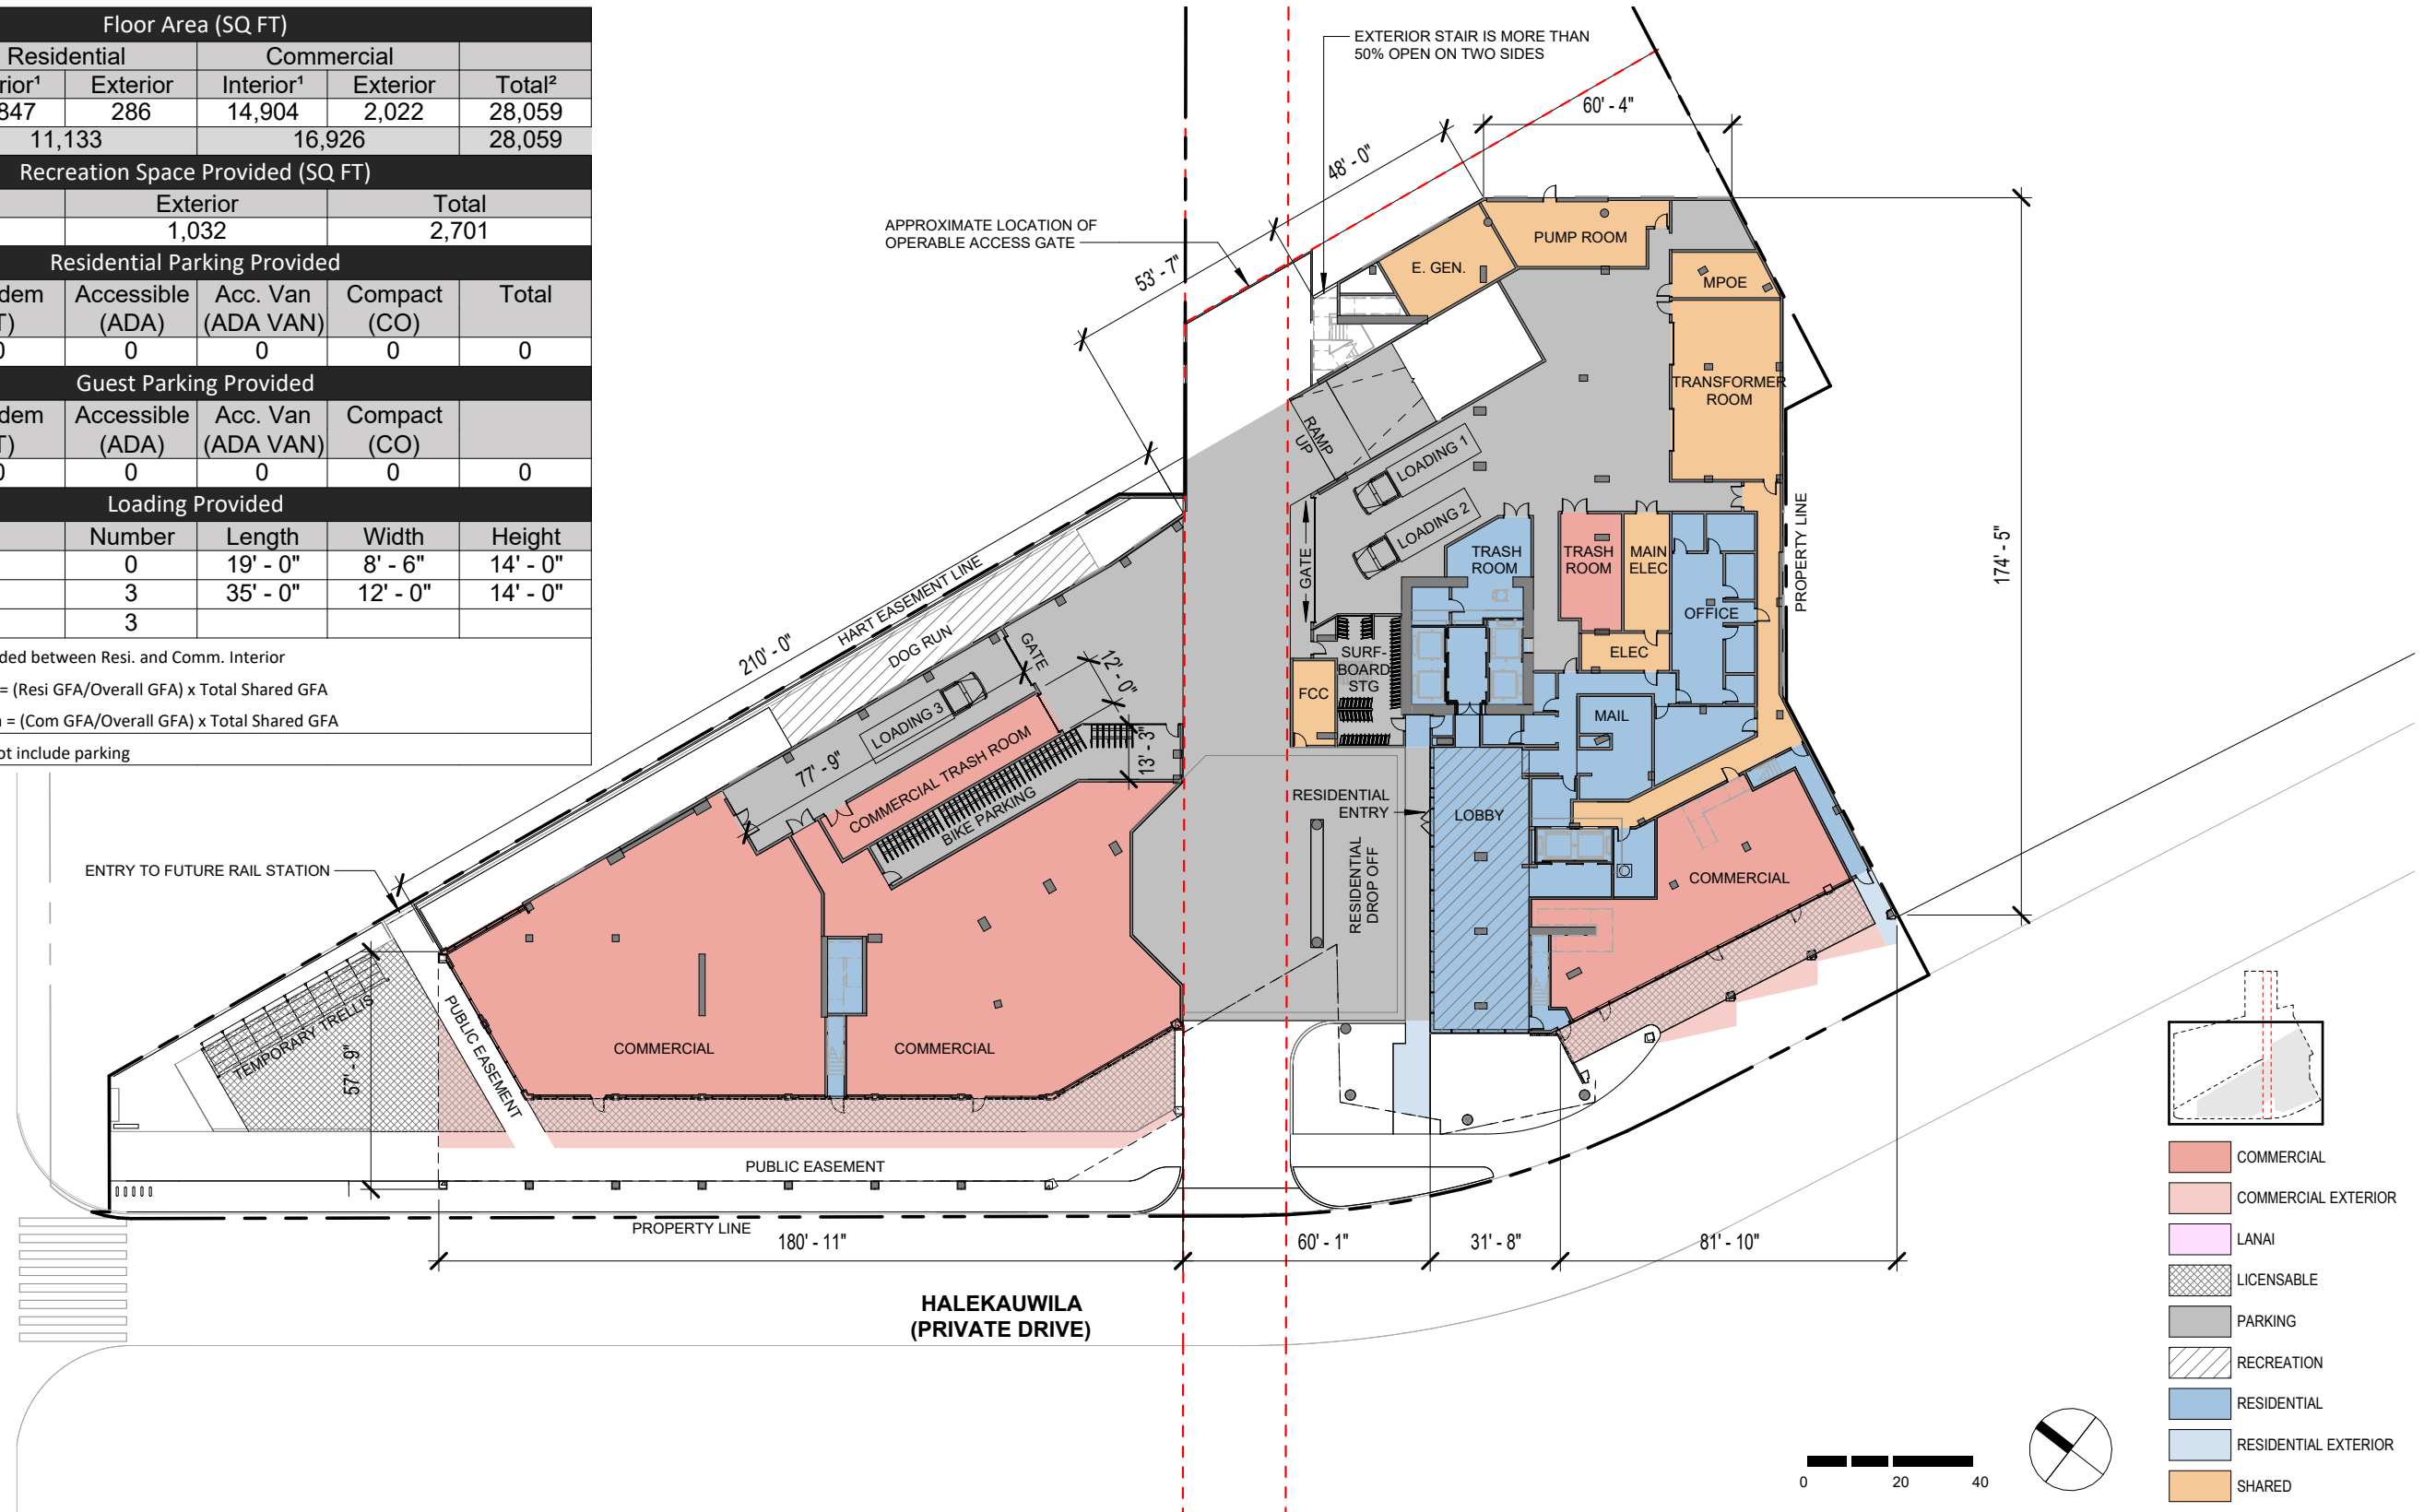 Floor Area (SQ FT)
Residential Commercial
rior¹ Exterior Interior¹ Exterior Total²
847 286 14,904 2,022 28,059
11,133 16,926 28,059
Recreation Space Provided (SQ FT)
Exterior Total
1,032 2,701
Residential Parking Provided
dem Accessible Acc. Van Compact Total
T) (ADA) (ADA VAN) (CO)
0 0 0 0 0
Guest Parking Provided
dem Accessible Acc. Van Compact
T) (ADA) (ADA VAN) (CO)
0 0 0 0 0
Loading Provided
Number Length Width Height
0 19' - 0" 8' - 6" 14' - 0"
3 35' - 0" 12' - 0" 14' - 0"
3
ded between Resi. and Comm. Interior
= (Resi GFA/Overall GFA) x Total Shared GFA
= (Com GFA/Overall GFA) x Total Shared GFA
ot include parking
EXTERIOR STAIR IS MORE THAN
50% OPEN ON TWO SIDES
60' - 4"
48' - 0"
APPROXIMATE LOCATION OF
OPERABLE ACCESS GATE
53' - 7"
PUMP ROOM
E. GEN.
MPOE
TRANSFORMER
ROOM
RAMP
UP
LOADING 1
LOADING 2
GATE
TRASH
ROOM
TRASH
ROOM
MAIN
ELEC
OFFICE
ELEC
PROPERTY LINE
174' - 5"
HART EASEMENT LINE
210' - 0"
DOG RUN
GATE
12' - 0"
LOADING 3
77' - 9"
COMMERCIAL TRASH ROOM
13' - 3"
BIKE PARKING
SURF-
BOARD
STG
FCC
MAIL
RESIDENTIAL
ENTRY
LOBBY
RESIDENTIAL
DROP OFF
COMMERCIAL
ENTRY TO FUTURE RAIL STATION
TEMPORARY TRELLIS
57' - 9"
PUBLIC EASEMENT
COMMERCIAL
COMMERCIAL
PUBLIC EASEMENT
PROPERTY LINE
180' - 11"
60' - 1"
31' - 8"
81' - 10"
HALEKAUWILA
(PRIVATE DRIVE)
COMMERCIAL
COMMERCIAL EXTERIOR
LANAI
LICENSABLE
PARKING
RECREATION
RESIDENTIAL
RESIDENTIAL EXTERIOR
SHARED
0 20 40